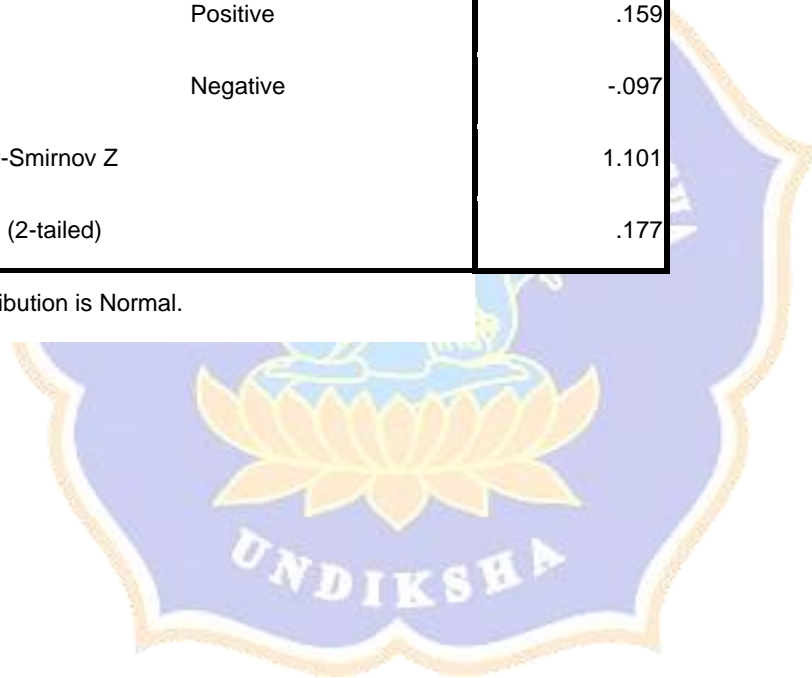 Positive .159
Negative -.097
-Smirnov Z 1.101
(2-tailed) .177
ibution is Normal.
UNDIKSHA